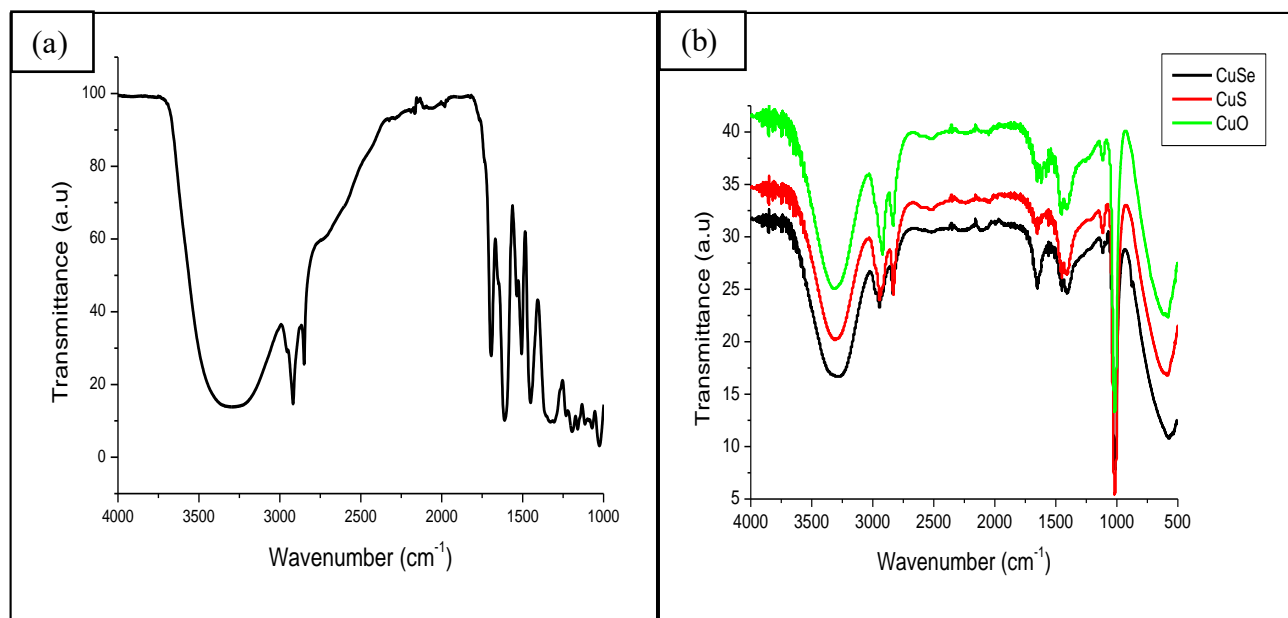 (a)
Transmittance (a.u)
100
80
60
40
20
0
4000 3500 3000 2500 2000 1500 1000
Wavenumber (cm⁻¹)
(b)
CuSe
CuS
CuO
Transmittance (a.u)
40
35
30
25
20
15
10
5
4000 3500 3000 2500 2000 1500 1000 500
Wavenumber (cm⁻¹)